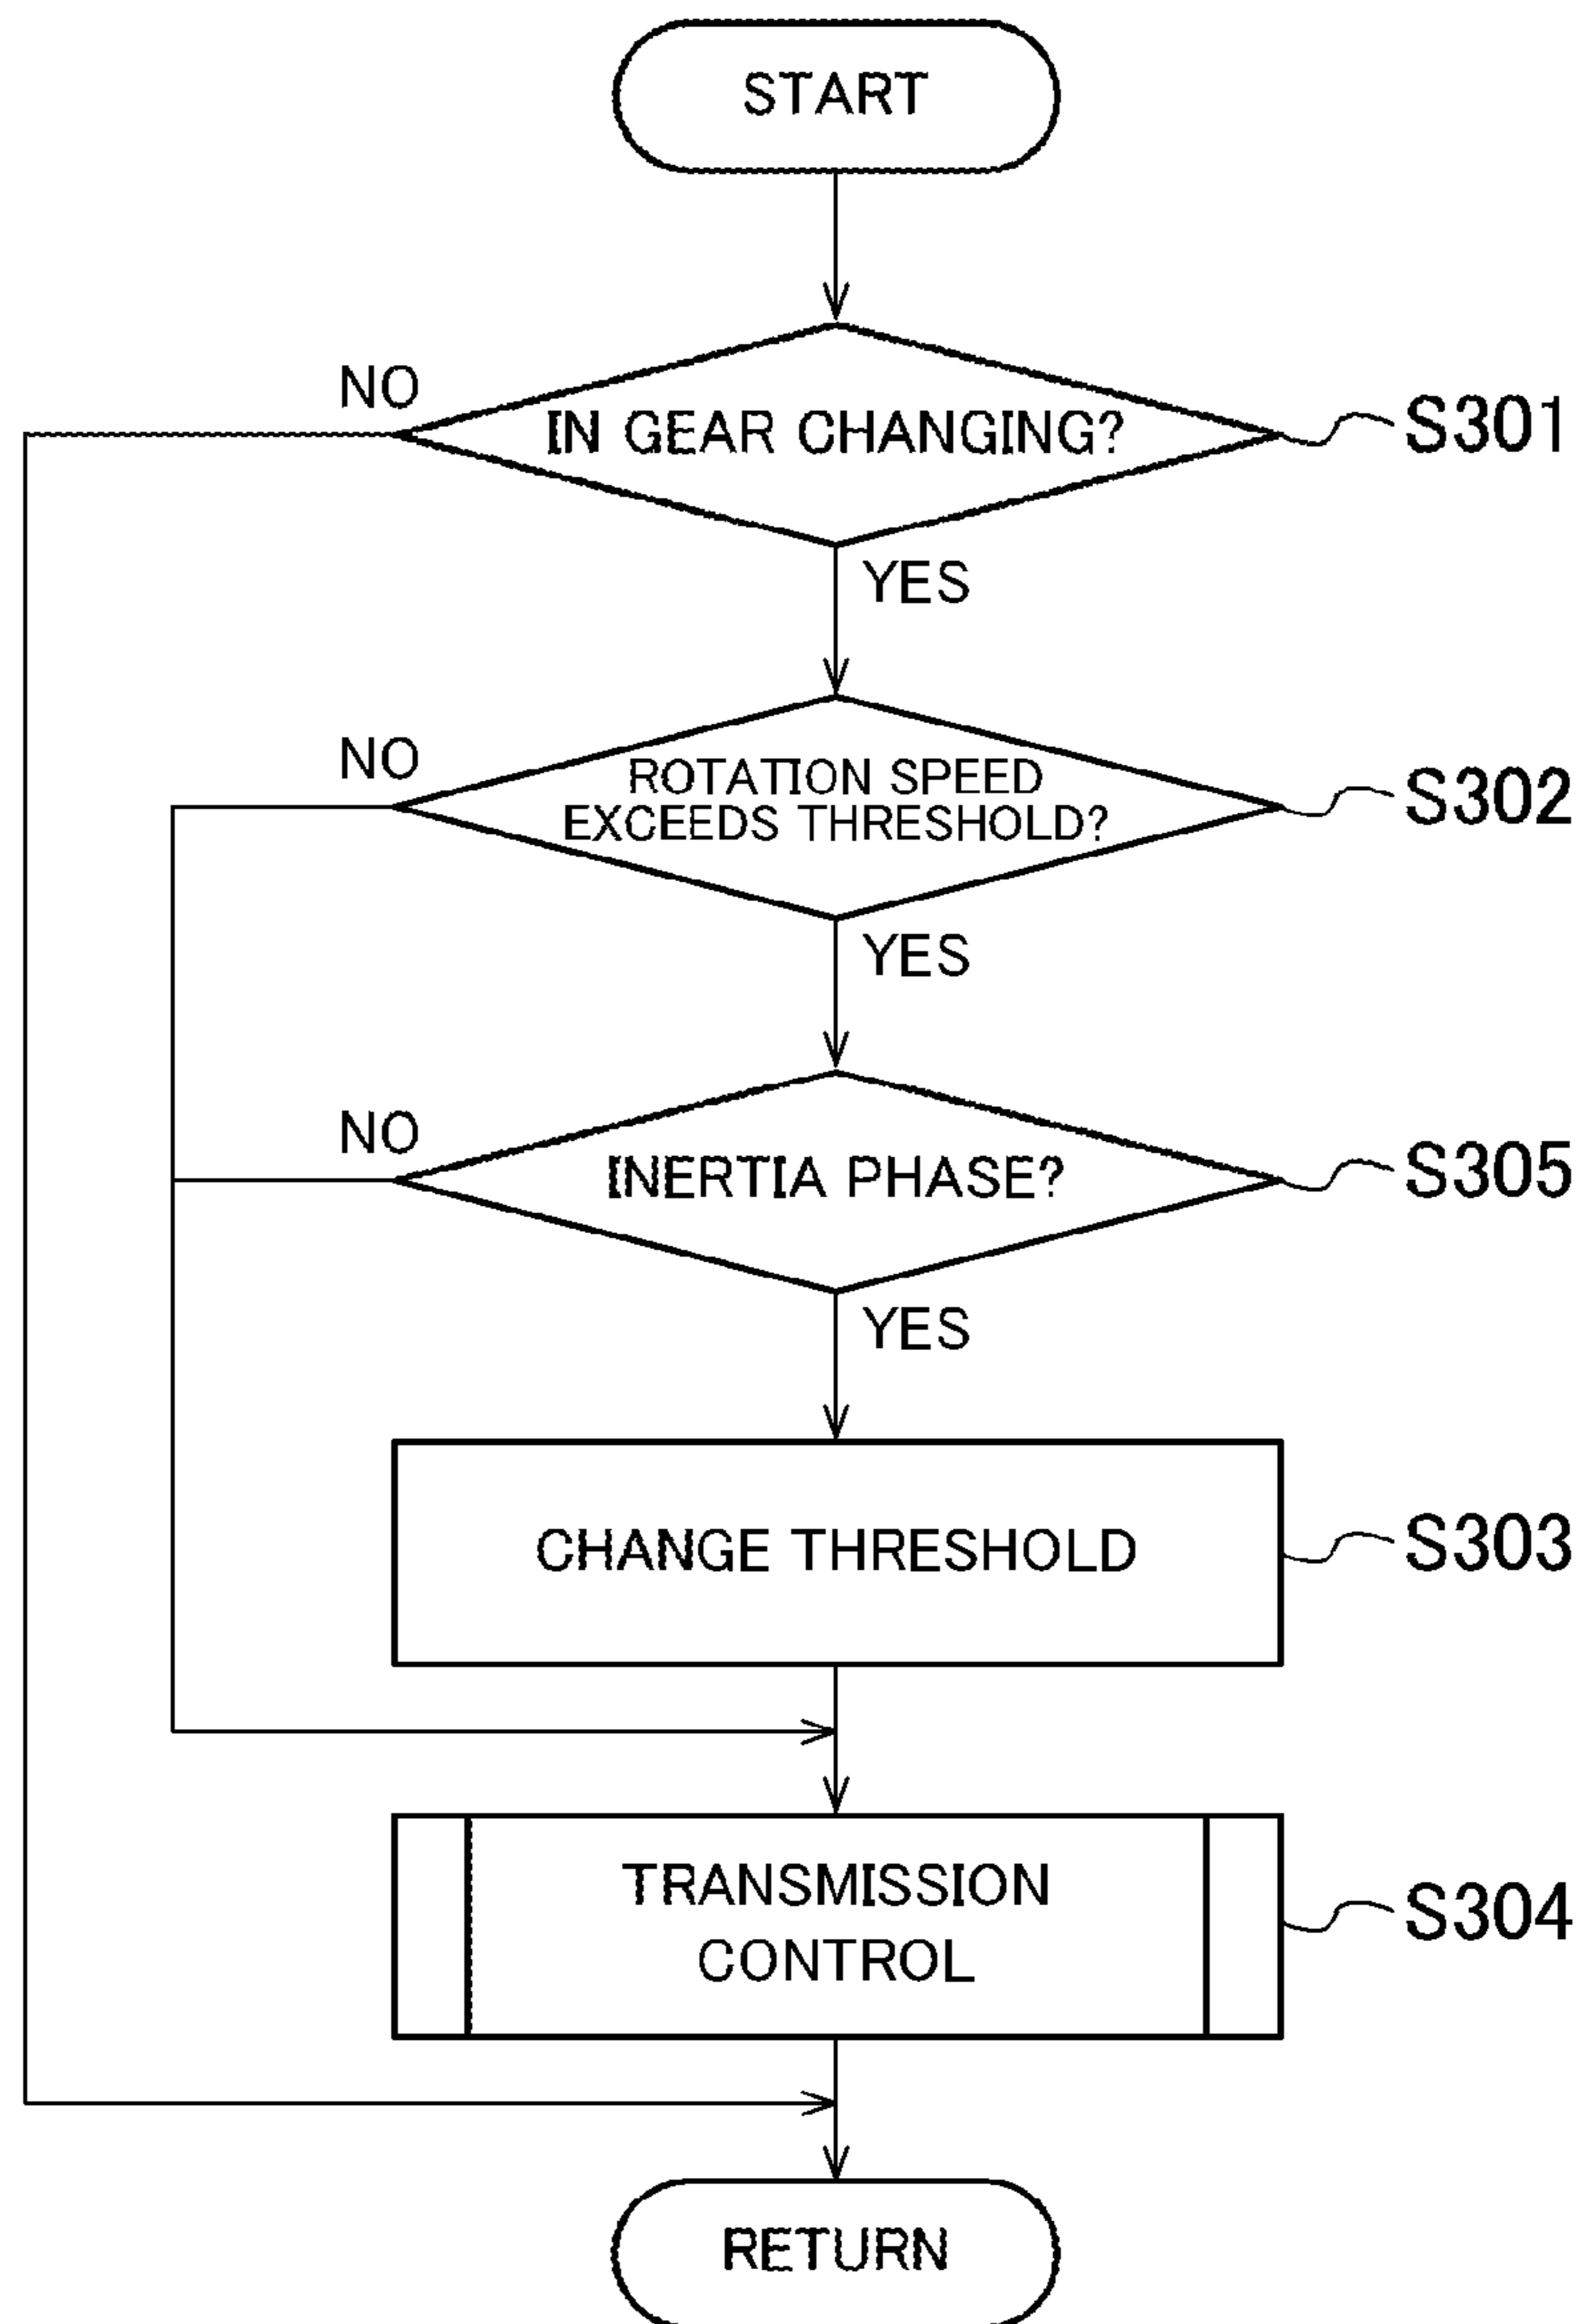 START
NO
IN GEAR CHANGING?
S301
YES
NO
ROTATION SPEED
EXCEEDS THRESHOLD?
S302
YES
NO
INERTIA PHASE?
S305
YES
CHANGE THRESHOLD
S303
TRANSMISSION
CONTROL
S304
RETURN